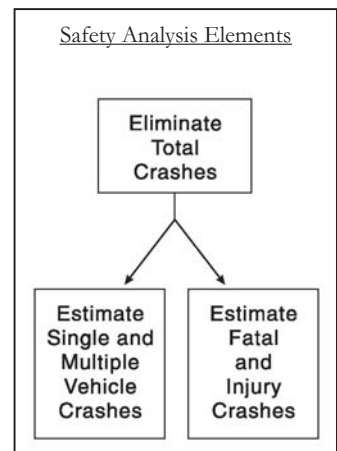 Safety Analysis Elements
Eliminate
Total
Crashes
Estimate
Single and
Multiple
Vehicle
Crashes
Estimate
Fatal
and
Injury
Crashes